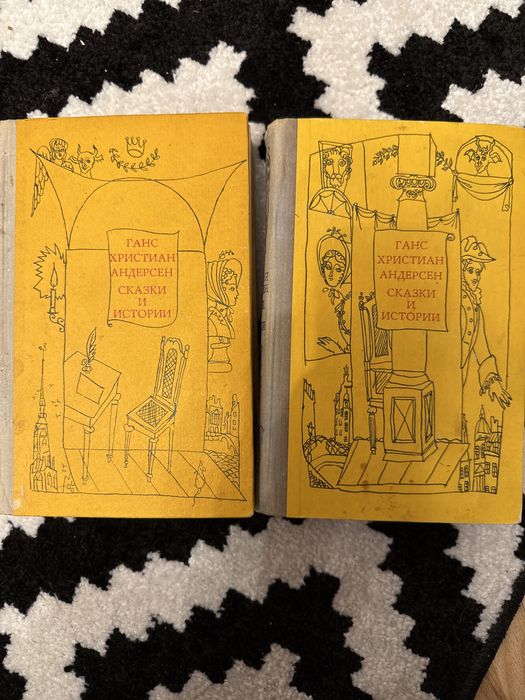 ГАНС
ХРИСТИАН
АНДЕРСЕН
СКАЗКИ
И
ИСТОРИИ
ГАНС
ХРИСТИАН
АНДЕРСЕН
СКАЗКИ
И
ИСТОРИИ